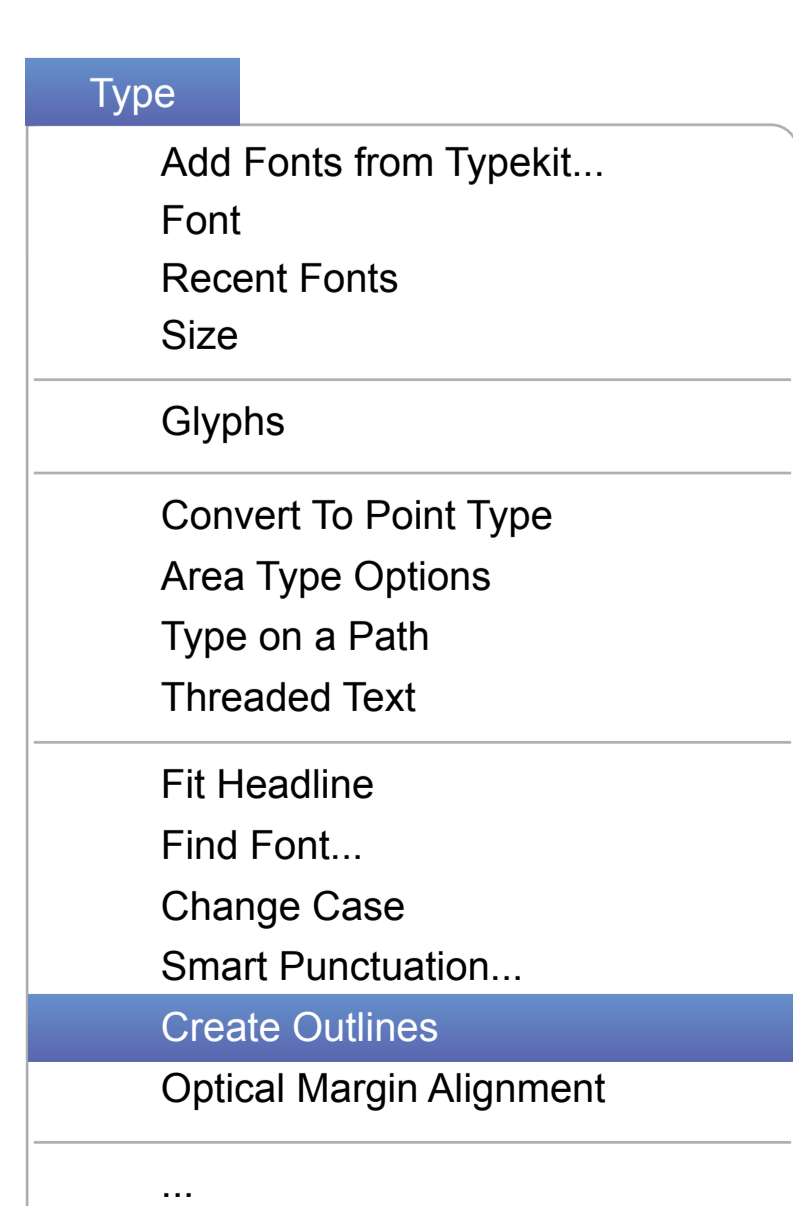 Type
Add Fonts from Typekit...
Font
Recent Fonts
Size
Glyphs
Convert To Point Type
Area Type Options
Type on a Path
Threaded Text
Fit Headline
Find Font...
Change Case
Smart Punctuation...
Create Outlines
Optical Margin Alignment
...